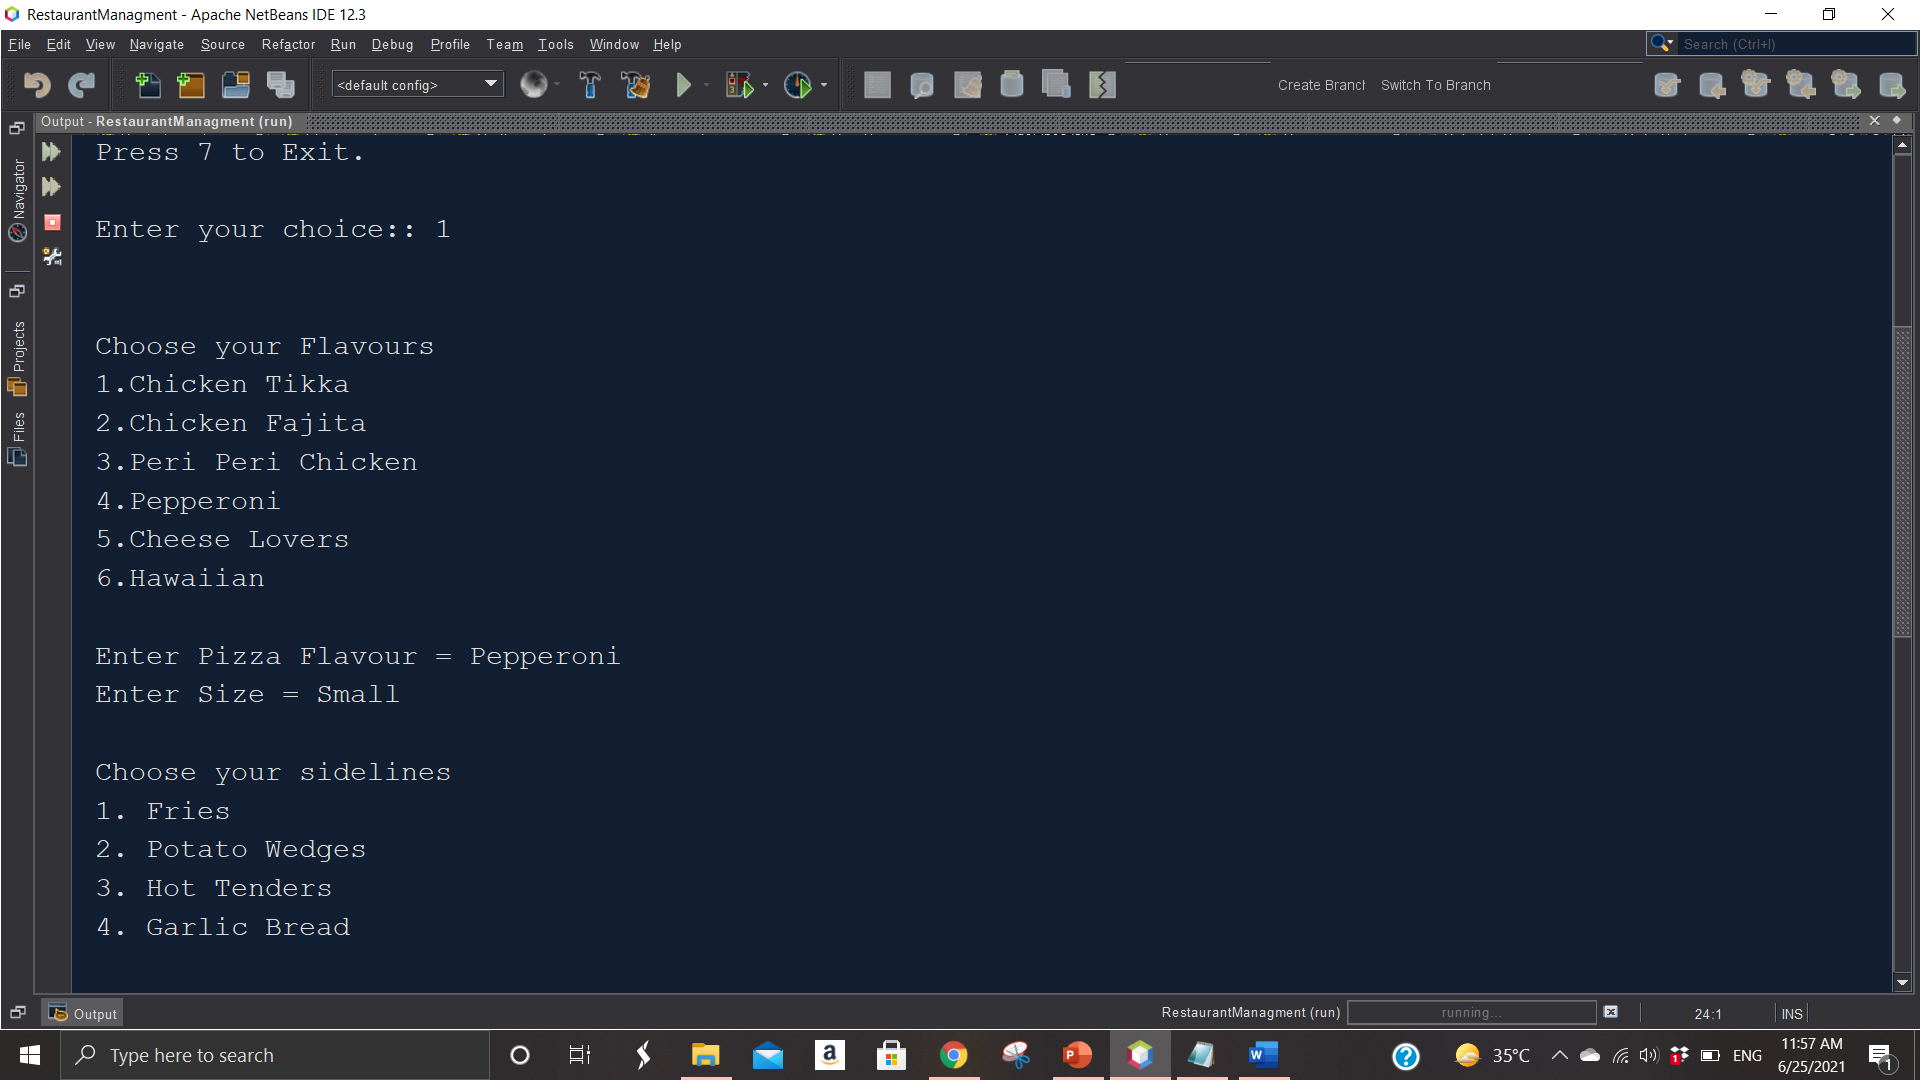 RestaurantManagment - Apache NetBeans IDE 12.3
File Edit View Navigate Source Refactor Run Debug Profile Team Tools Window Help
Search (Ctrl+I)
<default config>
Create Branch Switch To Branch
Output - RestaurantManagment (run)
Navigator
Projects
Files
Press 7 to Exit.
Enter your choice:: 1
Choose your Flavours
1.Chicken Tikka
2.Chicken Fajita
3.Peri Peri Chicken
4.Pepperoni
5.Cheese Lovers
6.Hawaiian
Enter Pizza Flavour = Pepperoni
Enter Size = Small
Choose your sidelines
1. Fries
2. Potato Wedges
3. Hot Tenders
4. Garlic Bread
Output
RestaurantManagment (run)
running...
24:1
INS
Type here to search
35°C
ENG
11:57 AM
6/25/2021
1